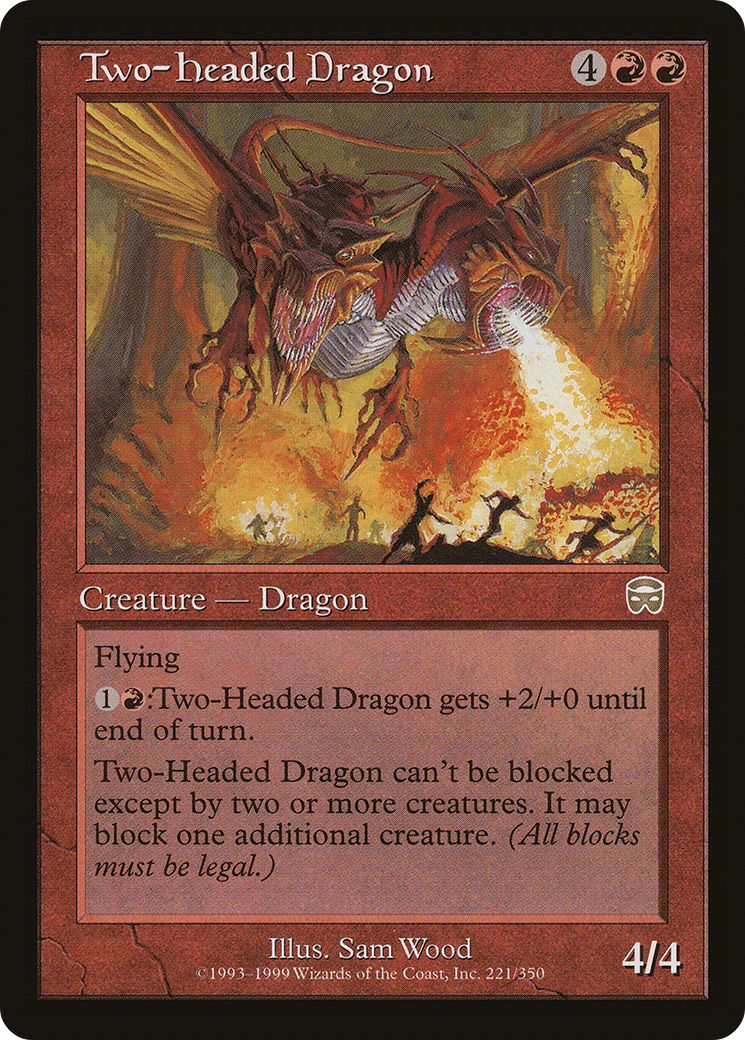 Two-Headed Dragon 4
Creature — Dragon
Flying
1 :Two-Headed Dragon gets +2/+0 until
end of turn.
Two-Headed Dragon can't be blocked
except by two or more creatures. It may
block one additional creature. (All blocks
must be legal.)
Illus. Sam Wood
©1993–1999 Wizards of the Coast, Inc. 221/350
4/4